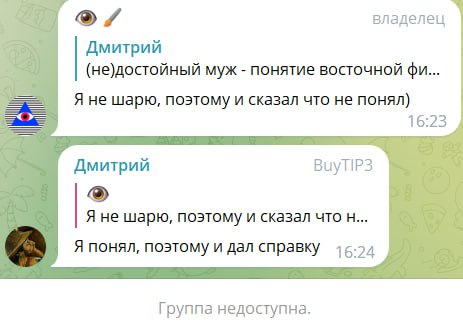 👁️🖌️ владелец
Дмитрий
(не)достойный муж - понятие восточной фи...
Я не шарю, поэтому и сказал что не понял)
16:23
Дмитрий BuyTIP3
👁️
Я не шарю, поэтому и сказал что н...
Я понял, поэтому и дал справку 16:24
Группа недоступна.